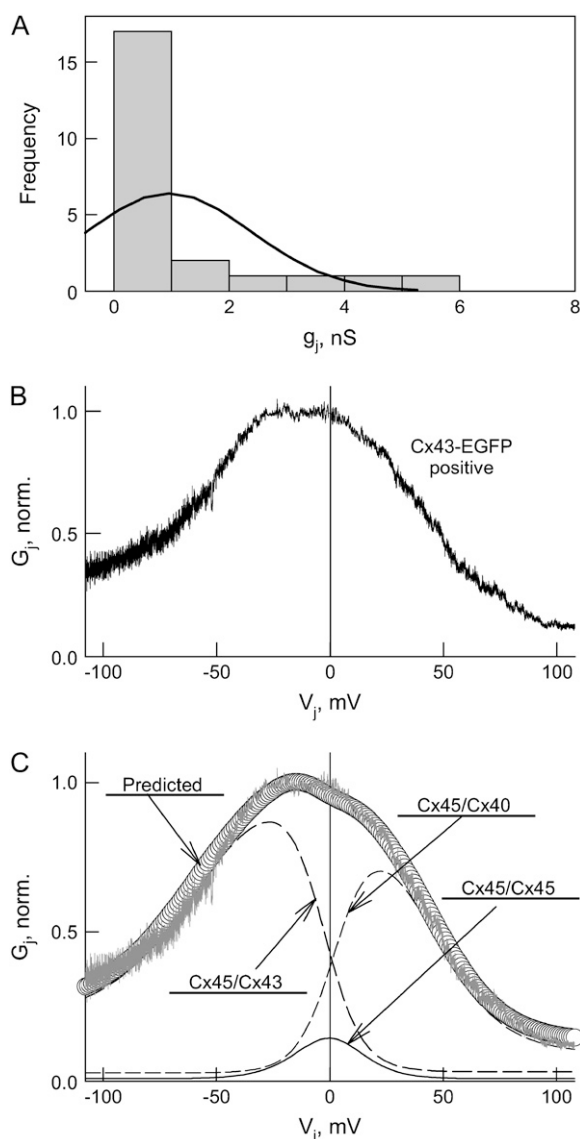 A
15
10
5
0
Frequency
0 2 4 6 8
gj, nS
B
1.0
0.5
0.0
Gj, norm.
Cx43-EGFP
positive
-100 -50 0 50 100
Vj, mV
C
1.0
0.5
0.0
Gj, norm.
Predicted
Cx45/Cx40
Cx45/Cx45
Cx45/Cx43
-100 -50 0 50 100
Vj, mV